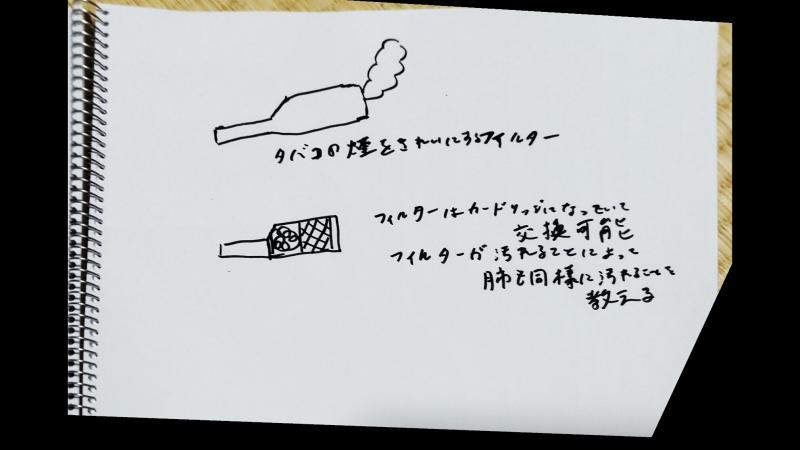 タバコの煙をきれいにするフィルター
フィルターはカードリッジになっていて
交換可能
フィルターが汚れることによって
肺も同様に汚れることを
教える